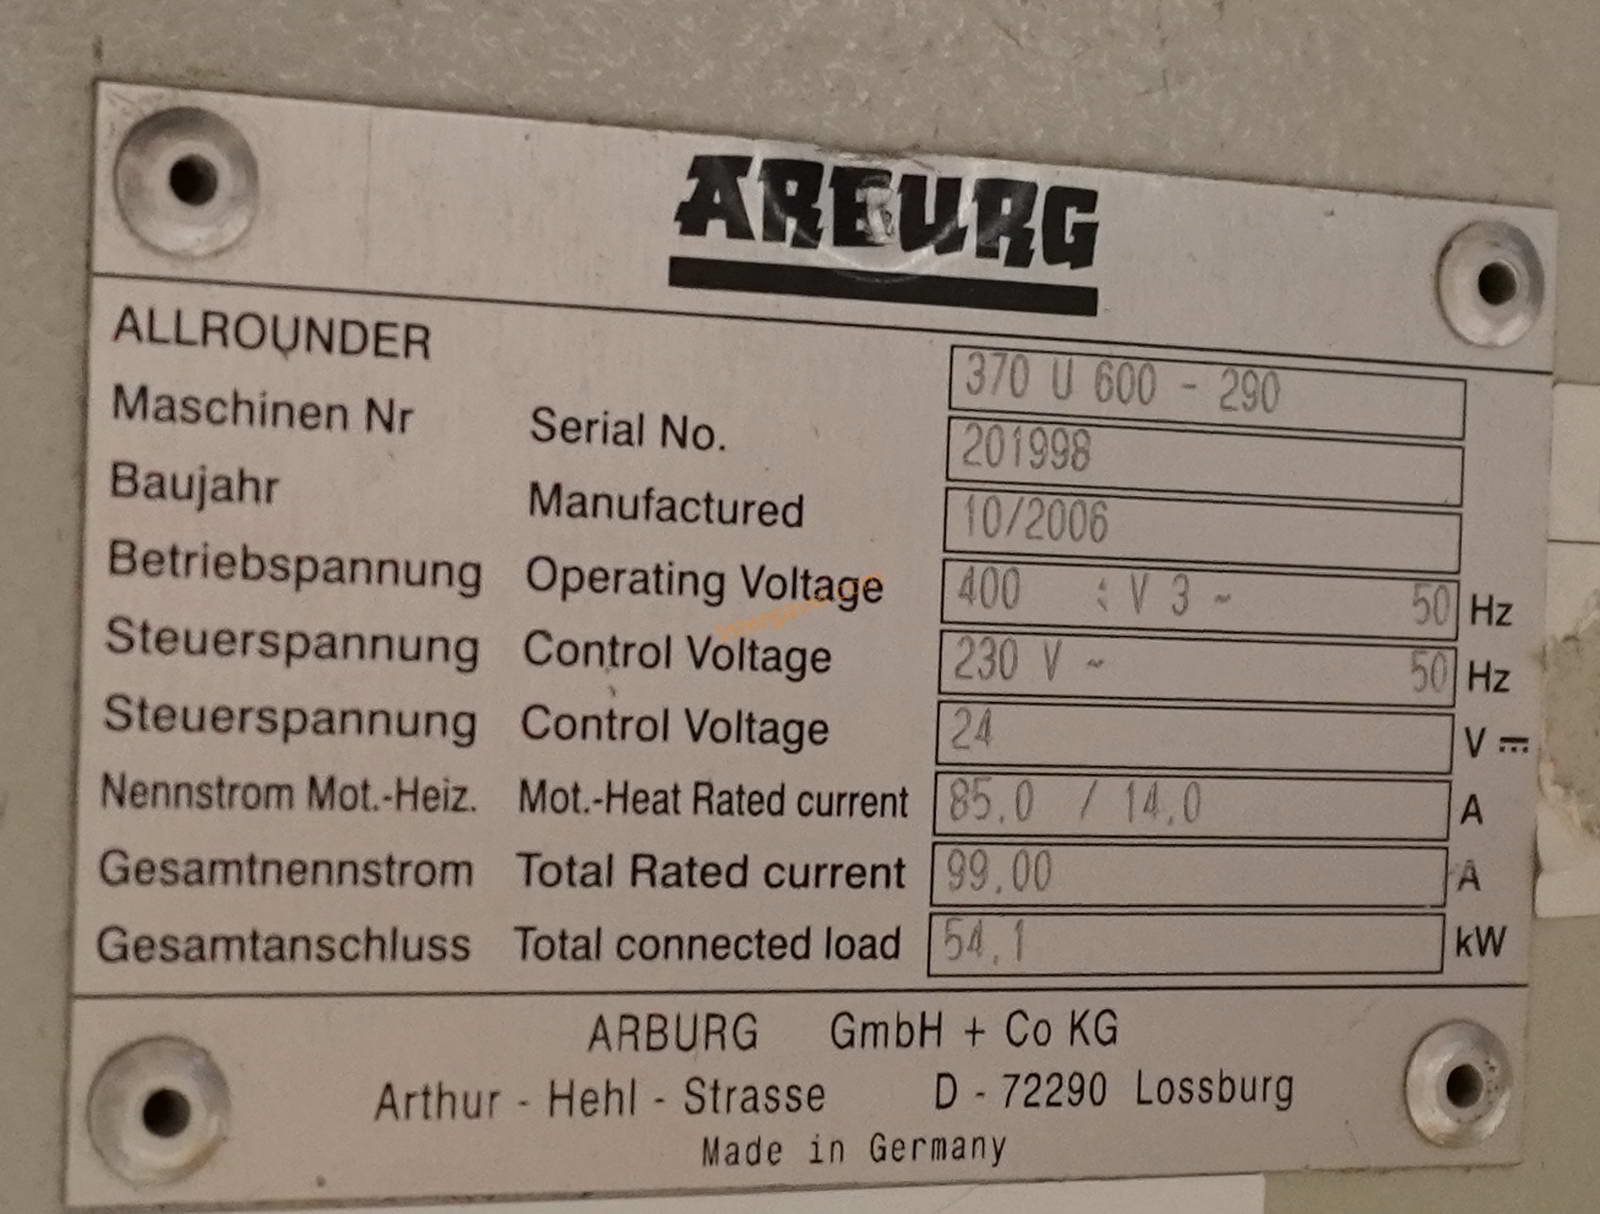 ARBURG
ALLROUNDER 370 U 600 - 290
Maschinen Nr Serial No. 201998
Baujahr Manufactured 10/2006
Betriebspannung Operating Voltage 400 V 3 ~ 50 Hz
Steuerspannung Control Voltage 230 V ~ 50 Hz
Steuerspannung Control Voltage 24 V ⎓
Nennstrom Mot.-Heiz. Mot.-Heat Rated current 85.0 / 14.0 A
Gesamtnennstrom Total Rated current 99.00 A
Gesamtanschluss Total connected load 54.1 kW
ARBURG GmbH + Co KG
Arthur - Hehl - Strasse D - 72290 Lossburg
Made in Germany